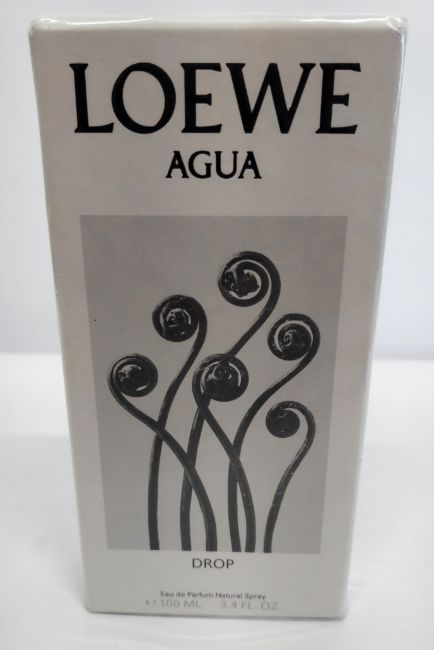 LOEWE
AGUA
DROP
Eau de Parfum Natural Spray
℮ 100 ML. 3.4 FL. OZ.